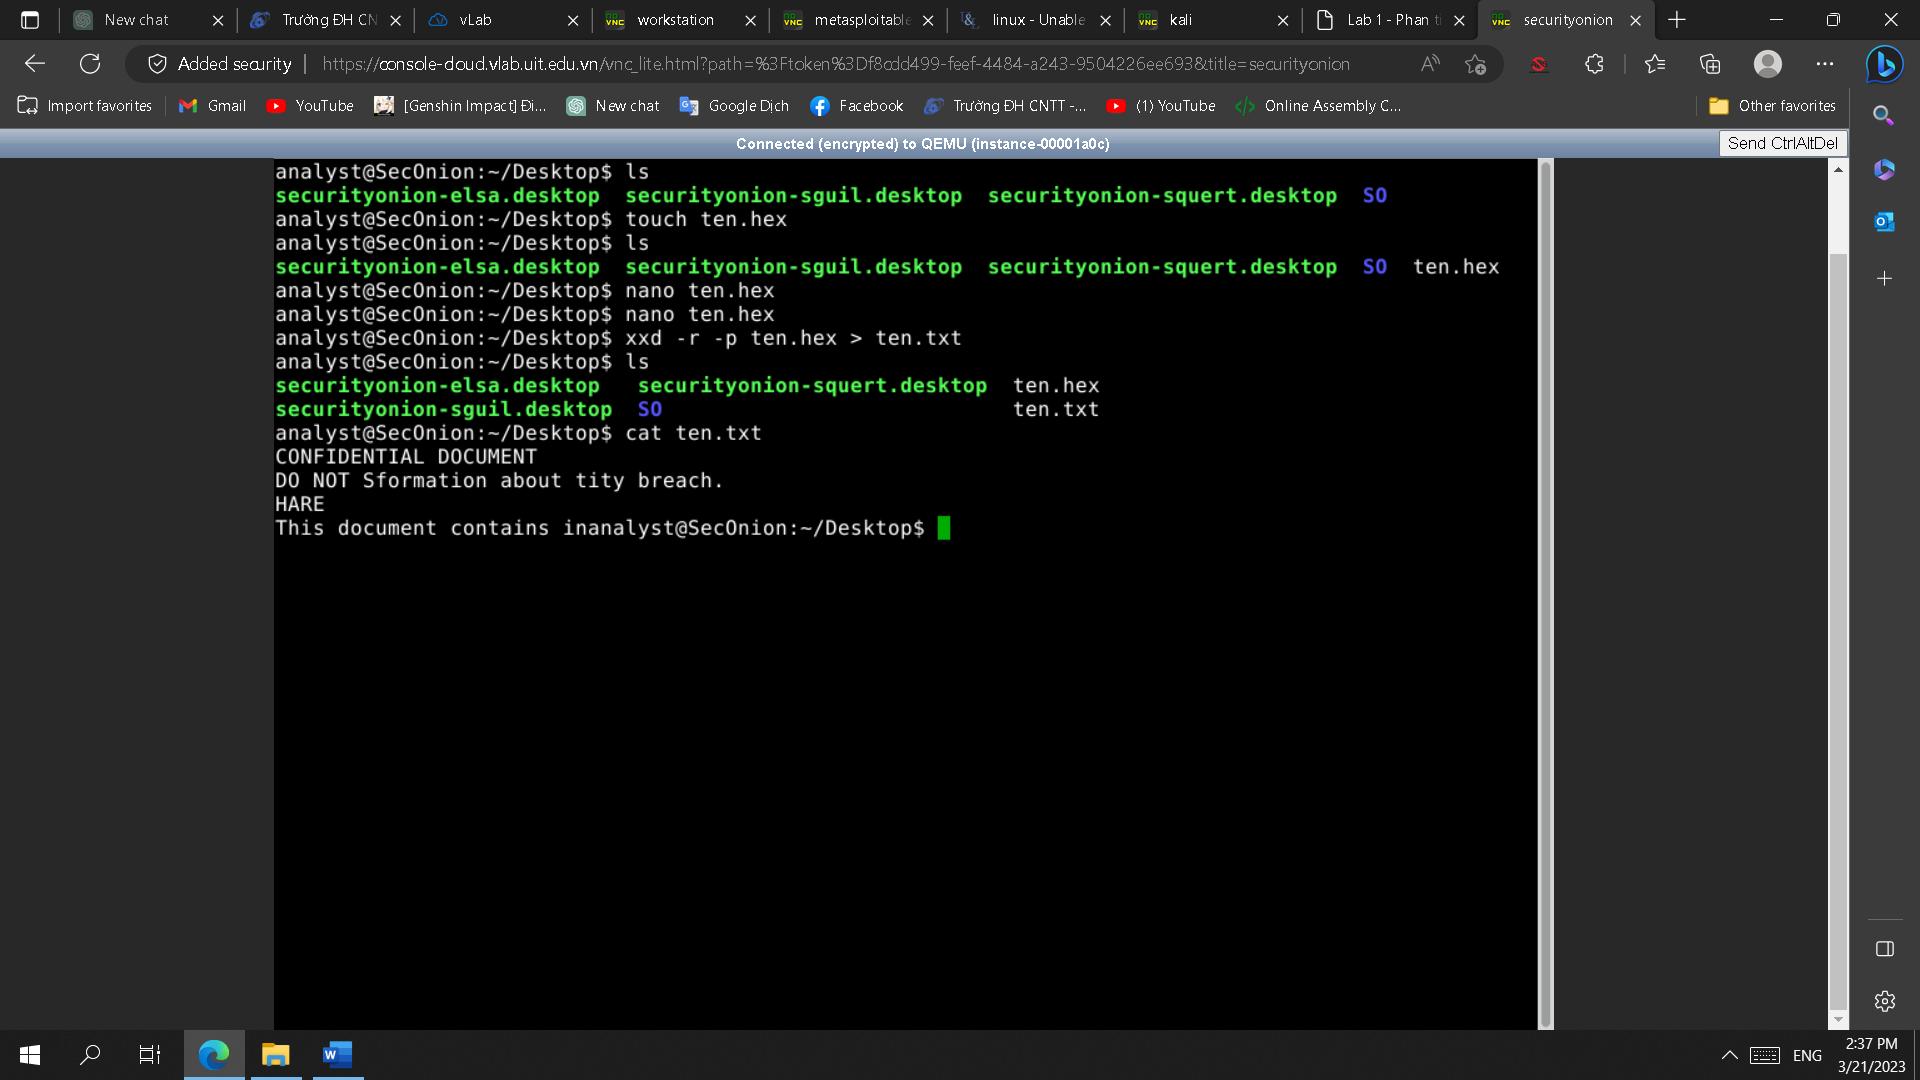 New chat
Trường ĐH CN
vLab
workstation
metasploitable
linux - Unable
kali
Lab 1 - Phan ti
securityonion
Added security
https://console-cloud.vlab.uit.edu.vn/vnc_lite.html?path=%3Ftoken%3Df8cdd499-feef-4484-a243-9504226ee693&title=securityonion
Import favorites
Gmail
YouTube
[Genshin Impact] Đi...
New chat
Google Dịch
Facebook
Trường ĐH CNTT -...
(1) YouTube
Online Assembly C...
Other favorites
Connected (encrypted) to QEMU (instance-00001a0c)
Send CtrlAltDel
analyst@SecOnion:~/Desktop$ ls
securityonion-elsa.desktop  securityonion-sguil.desktop  securityonion-squert.desktop  SO
analyst@SecOnion:~/Desktop$ touch ten.hex
analyst@SecOnion:~/Desktop$ ls
securityonion-elsa.desktop  securityonion-sguil.desktop  securityonion-squert.desktop  SO  ten.hex
analyst@SecOnion:~/Desktop$ nano ten.hex
analyst@SecOnion:~/Desktop$ nano ten.hex
analyst@SecOnion:~/Desktop$ xxd -r -p ten.hex > ten.txt
analyst@SecOnion:~/Desktop$ ls
securityonion-elsa.desktop   securityonion-squert.desktop  ten.hex
securityonion-sguil.desktop  SO                            ten.txt
analyst@SecOnion:~/Desktop$ cat ten.txt
CONFIDENTIAL DOCUMENT
DO NOT Sformation about tity breach.
HARE
This document contains inanalyst@SecOnion:~/Desktop$
ENG
2:37 PM
3/21/2023